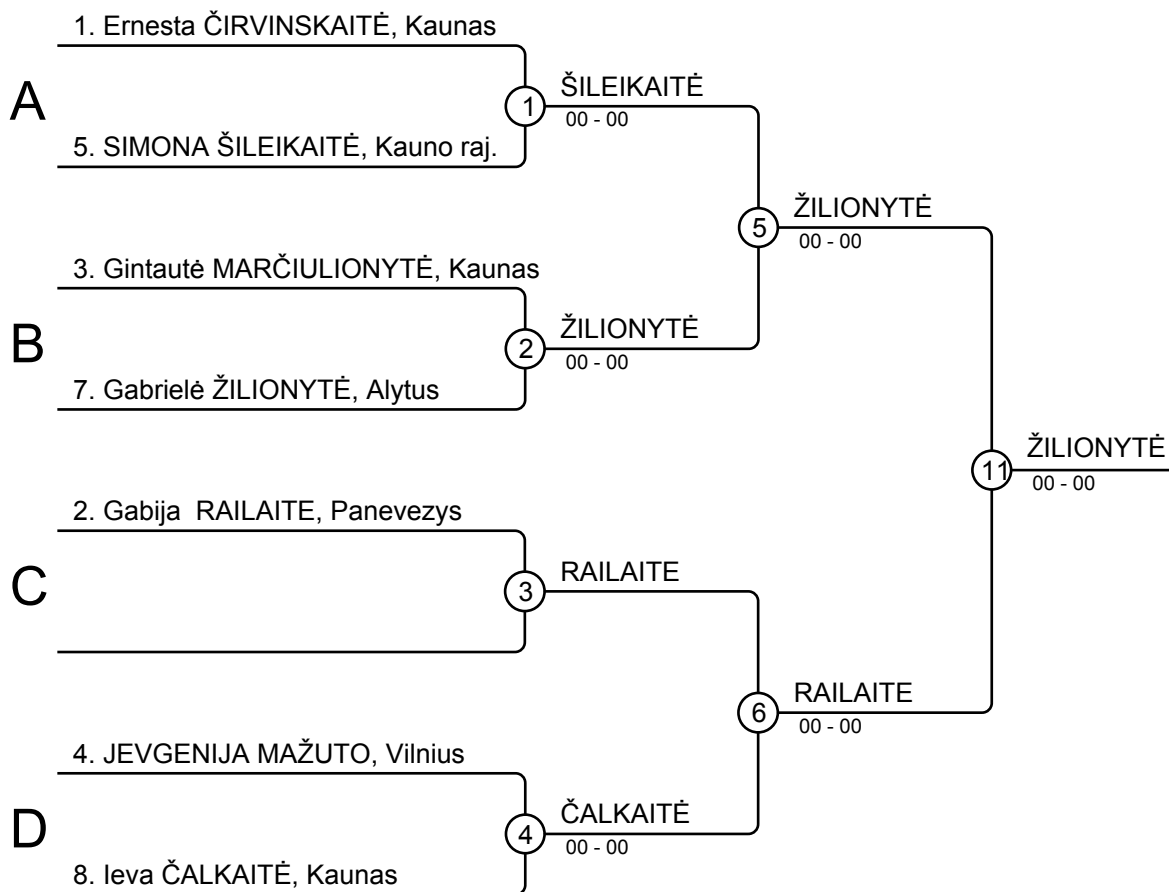 1. Ernesta ČIRVINSKAITĖ, Kaunas
A
1
ŠILEIKAITĖ
00 - 00
5. SIMONA ŠILEIKAITĖ, Kauno raj.
5
ŽILIONYTĖ
00 - 00
3. Gintautė MARČIULIONYTĖ, Kaunas
B
2
ŽILIONYTĖ
00 - 00
7. Gabrielė ŽILIONYTĖ, Alytus
11
ŽILIONYTĖ
00 - 00
2. Gabija  RAILAITE, Panevezys
C
3
RAILAITE
6
RAILAITE
00 - 00
4. JEVGENIJA MAŽUTO, Vilnius
D
4
ČALKAITĖ
00 - 00
8. Ieva ČALKAITĖ, Kaunas